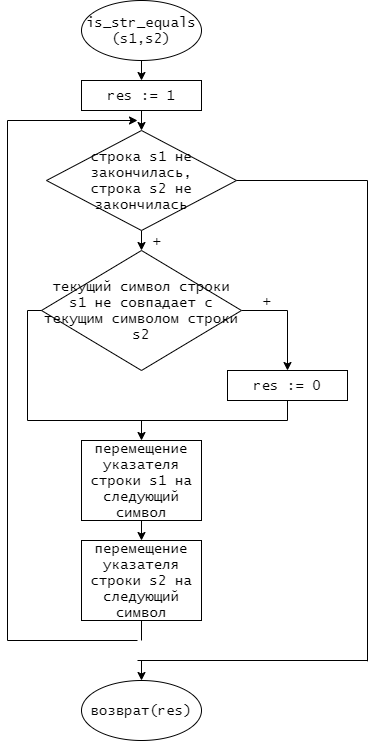 is_str_equals
(s1,s2)
res := 1
строка s1 не
закончилась,
строка s2 не
закончилась
+
текущий символ строки
s1 не совпадает с
текущим символом строки
s2
+
res := 0
перемещение
указателя
строки s1 на
следующий
символ
перемещение
указателя
строки s2 на
следующий
символ
возврат(res)